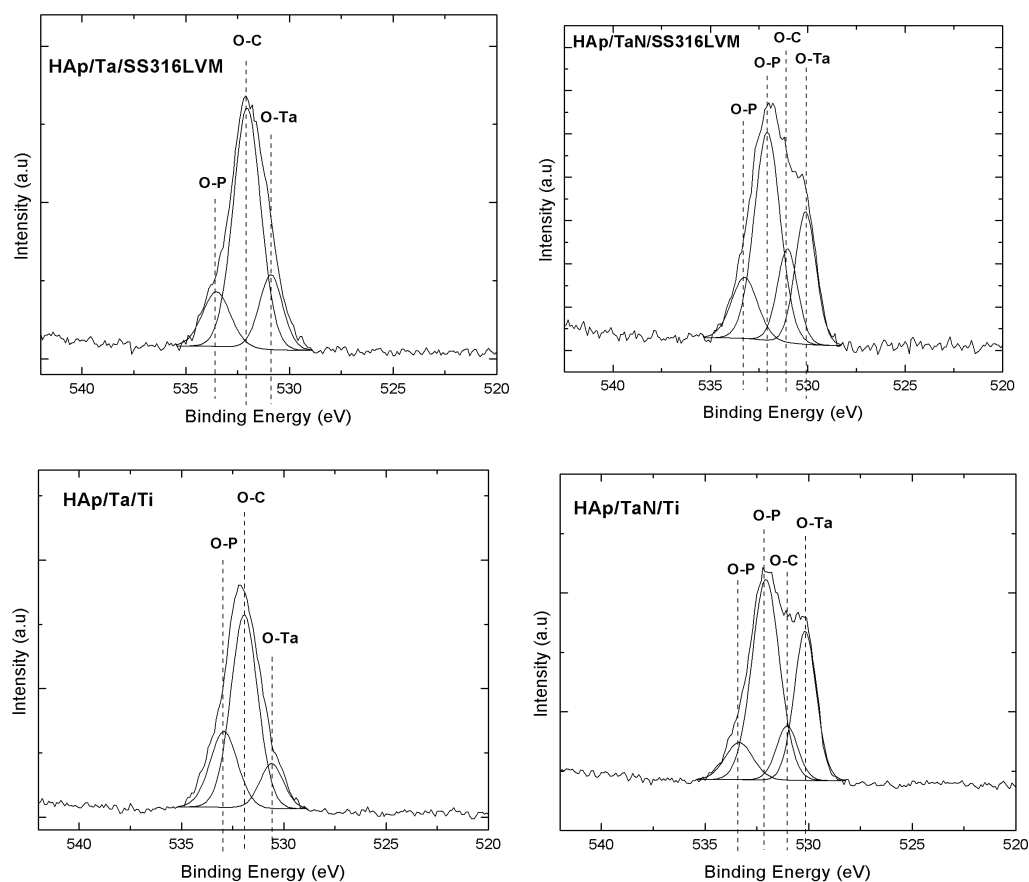 HAp/Ta/SS316LVM
O-C
O-Ta
O-P
Intensity (a.u)
540
535
530
525
520
Binding Energy (eV)
HAp/TaN/SS316LVM
O-C
O-P
O-Ta
O-P
Intensity (a.u)
540
535
530
525
520
Binding Energy (eV)
HAp/Ta/Ti
O-C
O-P
O-Ta
Intensity (a.u)
540
535
530
525
520
Binding Energy (eV)
HAp/TaN/Ti
O-P
O-Ta
O-C
O-P
Intensity (a.u)
540
535
530
525
520
Binding Energy (eV)